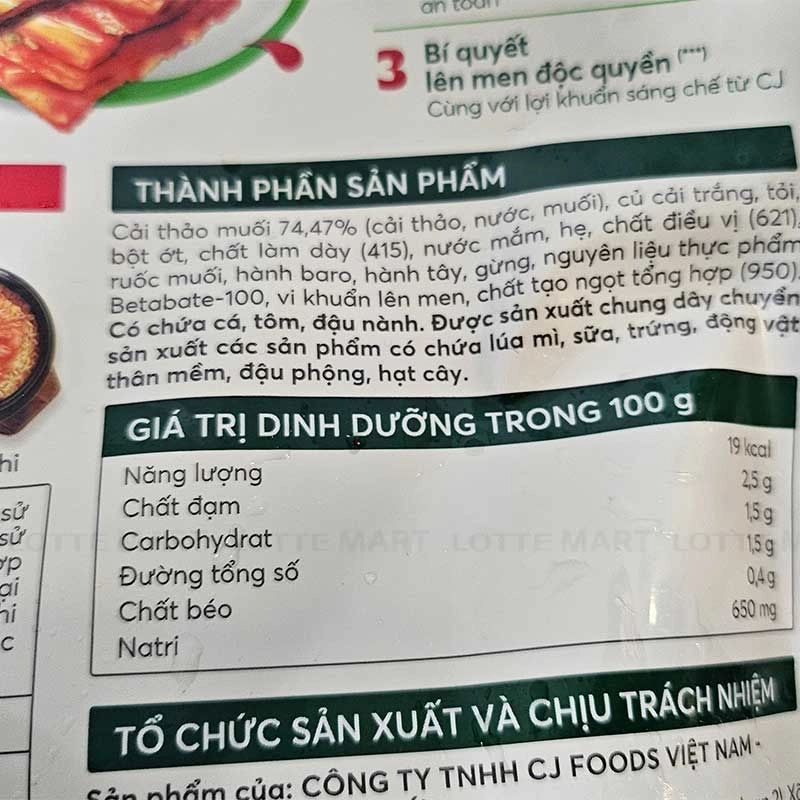 an toàn
3 Bí quyết
lên men độc quyền (***)
Cùng với lợi khuẩn sáng chế từ CJ
THÀNH PHẦN SẢN PHẨM
Cải thảo muối 74,47% (cải thảo, nước, muối), củ cải trắng, tỏi,
bột ớt, chất làm dày (415), nước mắm, hẹ, chất điều vị (621),
ruốc muối, hành baro, hành tây, gừng, nguyên liệu thực phẩm
Betabate-100, vi khuẩn lên men, chất tạo ngọt tổng hợp (950).
Có chứa cá, tôm, đậu nành. Được sản xuất chung dây chuyền
sản xuất các sản phẩm có chứa lúa mì, sữa, trứng, động vật
thân mềm, đậu phộng, hạt cây.
GIÁ TRỊ DINH DƯỠNG TRONG 100 g
Năng lượng 19 kcal
Chất đạm 2,5 g
Carbohydrat 1,5 g
Đường tổng số 1,5 g
Chất béo 0,4 g
Natri 650 mg
LOTTE MART LOTTE MART
hi
sử
sử
ợp
ại
hi
c
TỔ CHỨC SẢN XUẤT VÀ CHỊU TRÁCH NHIỆM
Sản phẩm của: CÔNG TY TNHH CJ FOODS VIỆT NAM -